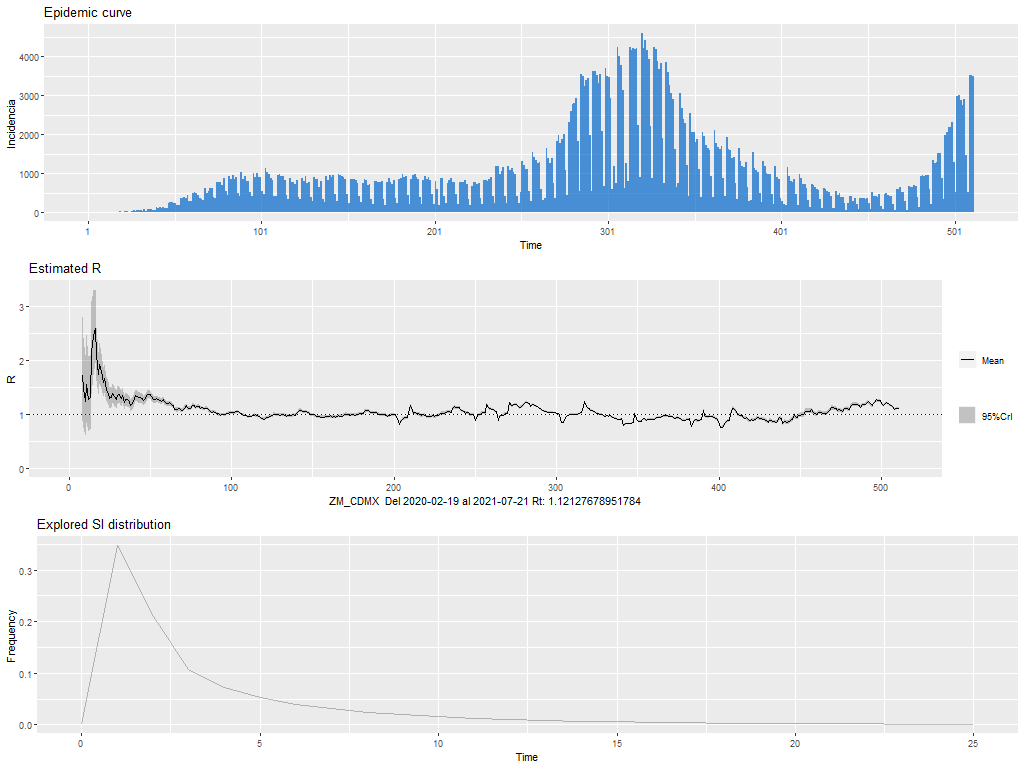 Epidemic curve
Incidencia
4000
3000
2000
1000
0
1 101 201 301 401 501
Time
Estimated R
R
3
2
1
0
0 100 200 300 400 500
ZM_CDMX Del 2020-02-19 al 2021-07-21 Rt: 1.12127678951784
Mean
95%CrI
Explored SI distribution
Frequency
0.3
0.2
0.1
0.0
0 5 10 15 20 25
Time